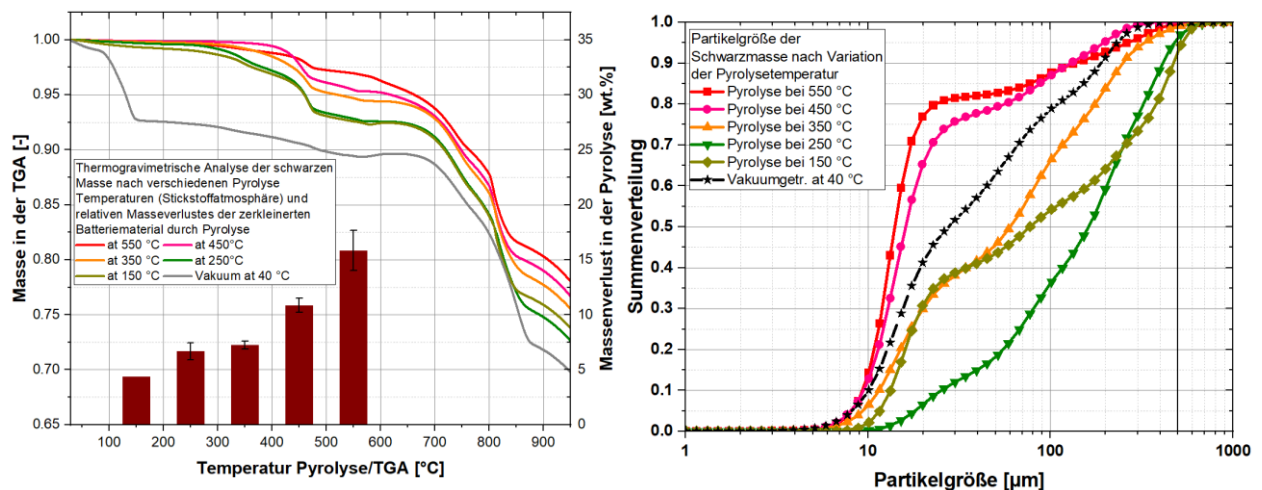 1.00
0.95
0.90
0.85
0.80
0.75
0.70
0.65
Masse in der TGA [-]
Thermogravimetrische Analyse der schwarzen
Masse nach verschiedenen Pyrolyse
Temperaturen (Stickstoffatmosphäre) und
relativen Masseverlustes der zerkleinerten
Batteriematerial durch Pyrolyse
at 550 °C at 450°C
at 350 °C at 250°C
at 150 °C Vakuum at 40 °C
100 200 300 400 500 600 700 800 900
Temperatur Pyrolyse/TGA [°C]
35
30
25
20
15
10
5
0
Massenverlust in der Pyrolyse [wt.%]
1.0
0.9
0.8
0.7
0.6
0.5
0.4
0.3
0.2
0.1
0.0
Summenverteilung
Partikelgröße der
Schwarzmasse nach Variation
der Pyrolysetemperatur
Pyrolyse bei 550 °C
Pyrolyse bei 450 °C
Pyrolyse bei 350 °C
Pyrolyse bei 250 °C
Pyrolyse bei 150 °C
Vakuumgetr. at 40 °C
1 10 100 1000
Partikelgröße [µm]